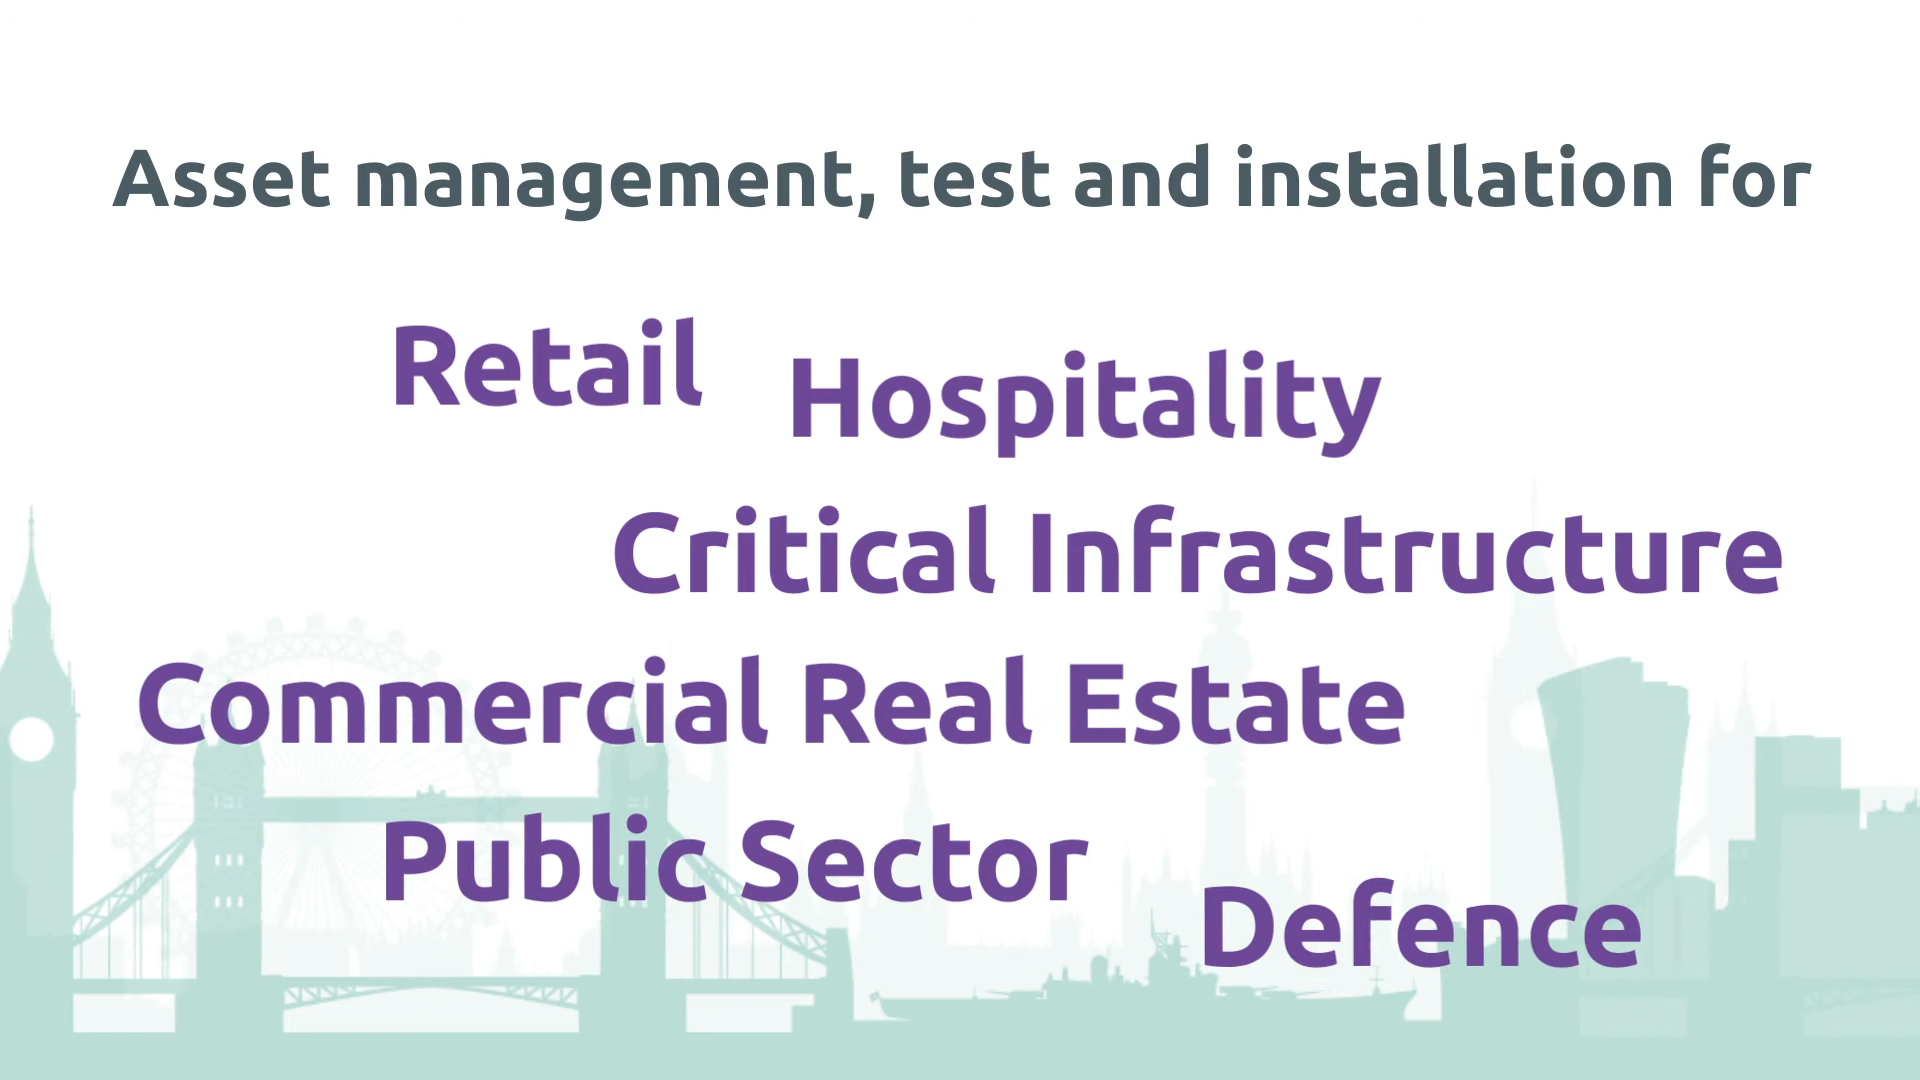 Asset management, test and installation for
Retail
Hospitality
Critical Infrastructure
Commercial Real Estate
Public Sector
Defence